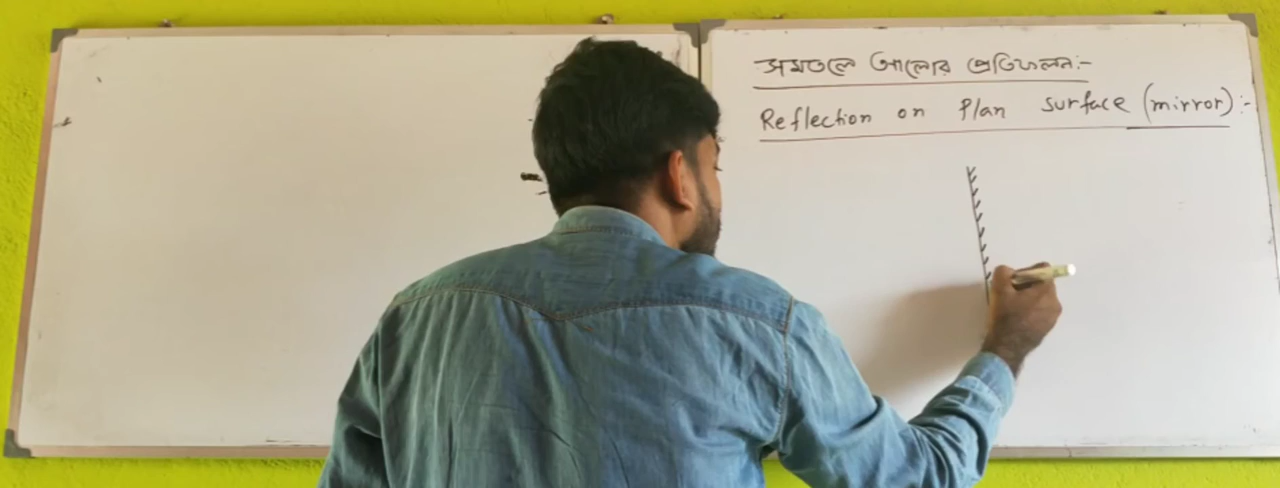 সমতলে আলোর প্রতিফলন:-
Reflection on Plan surface (mirror):-